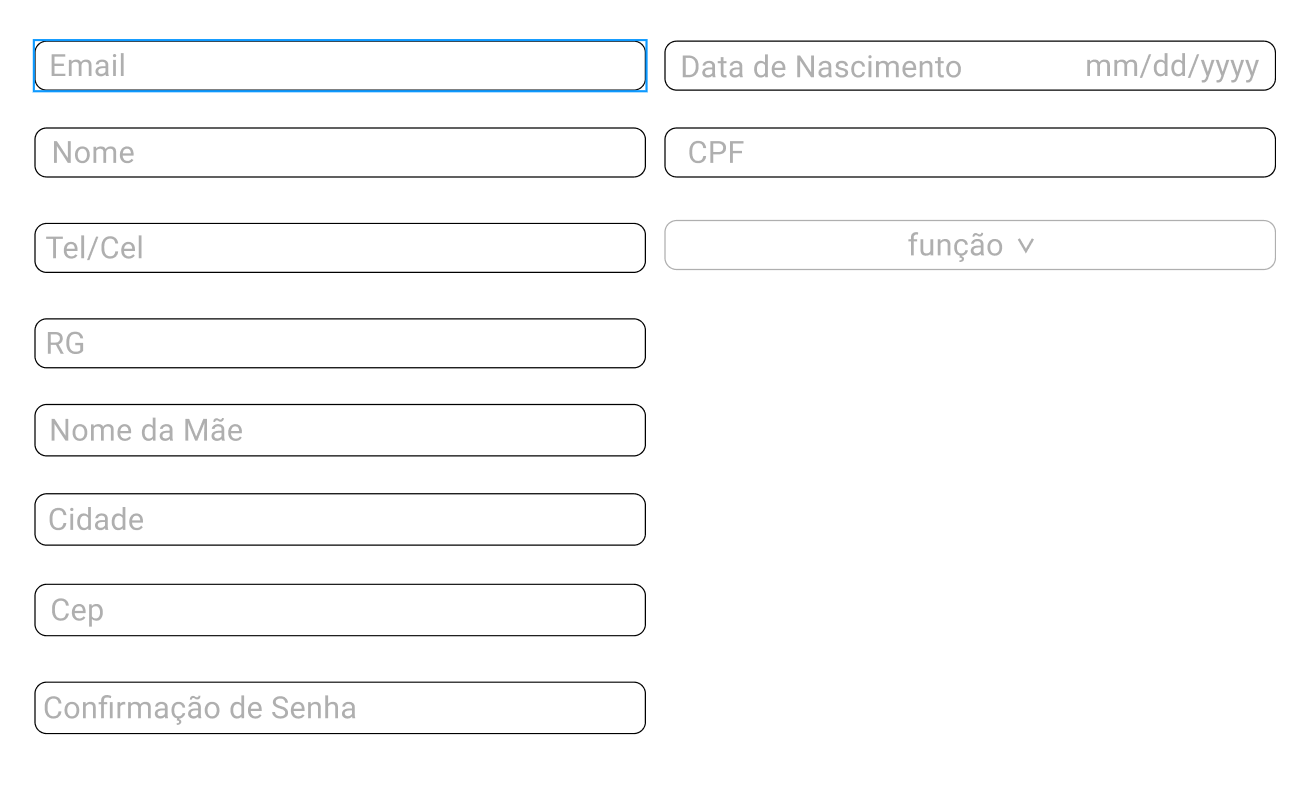 Email
Data de Nascimento mm/dd/yyyy
Nome
CPF
Tel/Cel
função
RG
Nome da Mãe
Cidade
Cep
Confirmação de Senha